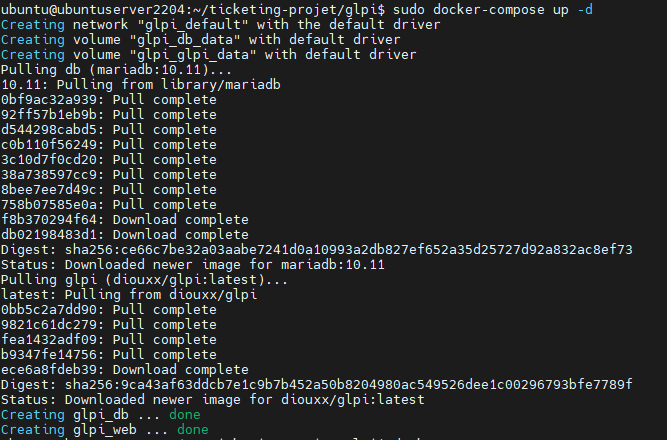 ubuntu@ubuntuserver2204:~/ticketing-projet/glpi$ sudo docker-compose up -d
Creating network "glpi_default" with the default driver
Creating volume "glpi_db_data" with default driver
Creating volume "glpi_glpi_data" with default driver
Pulling db (mariadb:10.11)...
10.11: Pulling from library/mariadb
0bf9ac32a939: Pull complete
92ff57b1eb9b: Pull complete
d544298cabd5: Pull complete
c0b110f56249: Pull complete
3c10d7f0cd20: Pull complete
38a738597cc9: Pull complete
8bee7ee7d49c: Pull complete
758b07585e0a: Pull complete
f8b370294f64: Download complete
db02198483d1: Download complete
Digest: sha256:ce66c7be32a03aabe7241d0a10993a2db827ef652a35d25727d92a832ac8ef73
Status: Downloaded newer image for mariadb:10.11
Pulling glpi (diouxx/glpi:latest)...
latest: Pulling from diouxx/glpi
0bb5c2a7dd90: Pull complete
9821c61dc279: Pull complete
fea1432adf09: Pull complete
b9347fe14756: Pull complete
ece6a8fdeb39: Download complete
Digest: sha256:9ca43af63ddcb7e1c9b7b452a50b8204980ac549526dee1c00296793bfe7789f
Status: Downloaded newer image for diouxx/glpi:latest
Creating glpi_db ... done
Creating glpi_web ... done